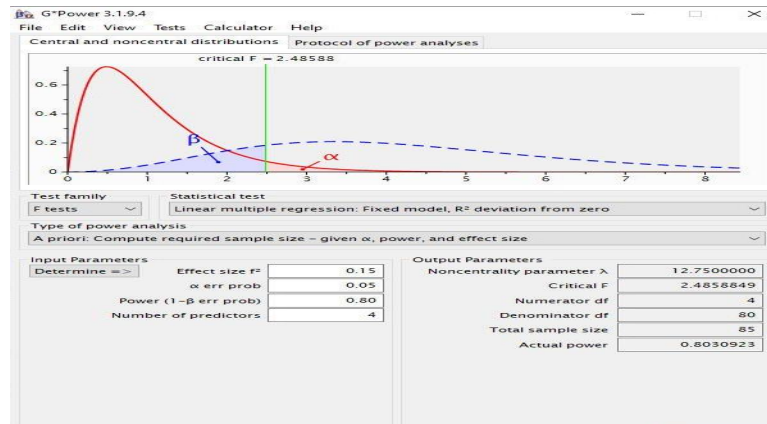 G*Power 3.1.9.4
File Edit View Tests Calculator Help
Central and noncentral distributions Protocol of power analyses
critical F = 2.48588
0.6
0.4
0.2
0
β
α
0 1 2 3 4 5 6 7 8
Test family Statistical test
F tests Linear multiple regression: Fixed model, R² deviation from zero
Type of power analysis
A priori: Compute required sample size – given α, power, and effect size
Input Parameters Output Parameters
Determine => Effect size f² 0.15 Noncentrality parameter λ 12.7500000
α err prob 0.05 Critical F 2.4858849
Power (1-β err prob) 0.80 Numerator df 4
Number of predictors 4 Denominator df 80
Total sample size 85
Actual power 0.8030923